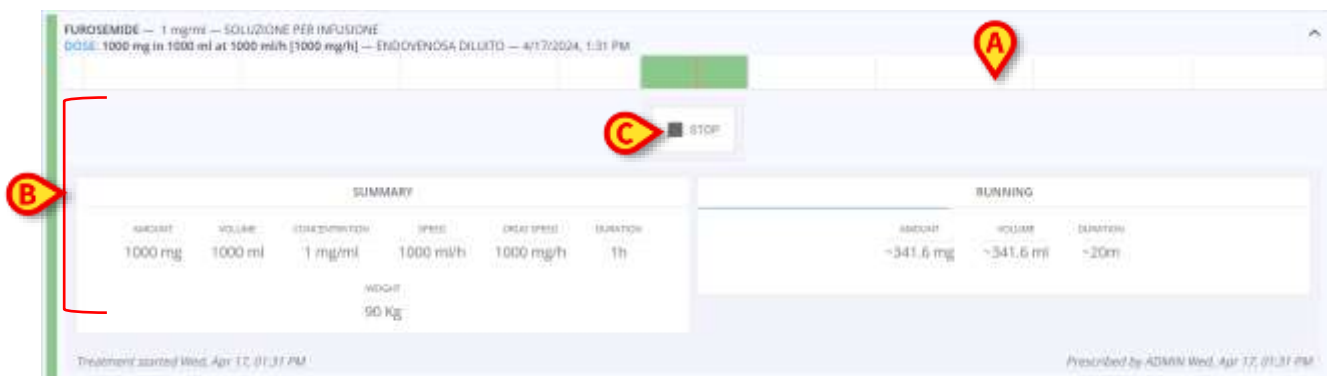 FUROSEMIDE — 1 mg/ml — SOLUZIONE PER INFUSIONE
DOSE: 1000 mg in 1000 ml at 1000 ml/h [1000 mg/h] — ENDOVENOSA DILUITO — 4/17/2024, 1:31 PM
A
C
STOP
B
SUMMARY
RUNNING
AMOUNT VOLUME CONCENTRATION SPEED DRUG SPEED DURATION
AMOUNT VOLUME DURATION
1000 mg 1000 ml 1 mg/ml 1000 ml/h 1000 mg/h 1h
~341.6 mg ~341.6 ml ~20m
WEIGHT
90 Kg
Treatment started Wed, Apr 17, 01:31 PM
Prescribed by ADMIN Wed, Apr 17, 01:31 PM